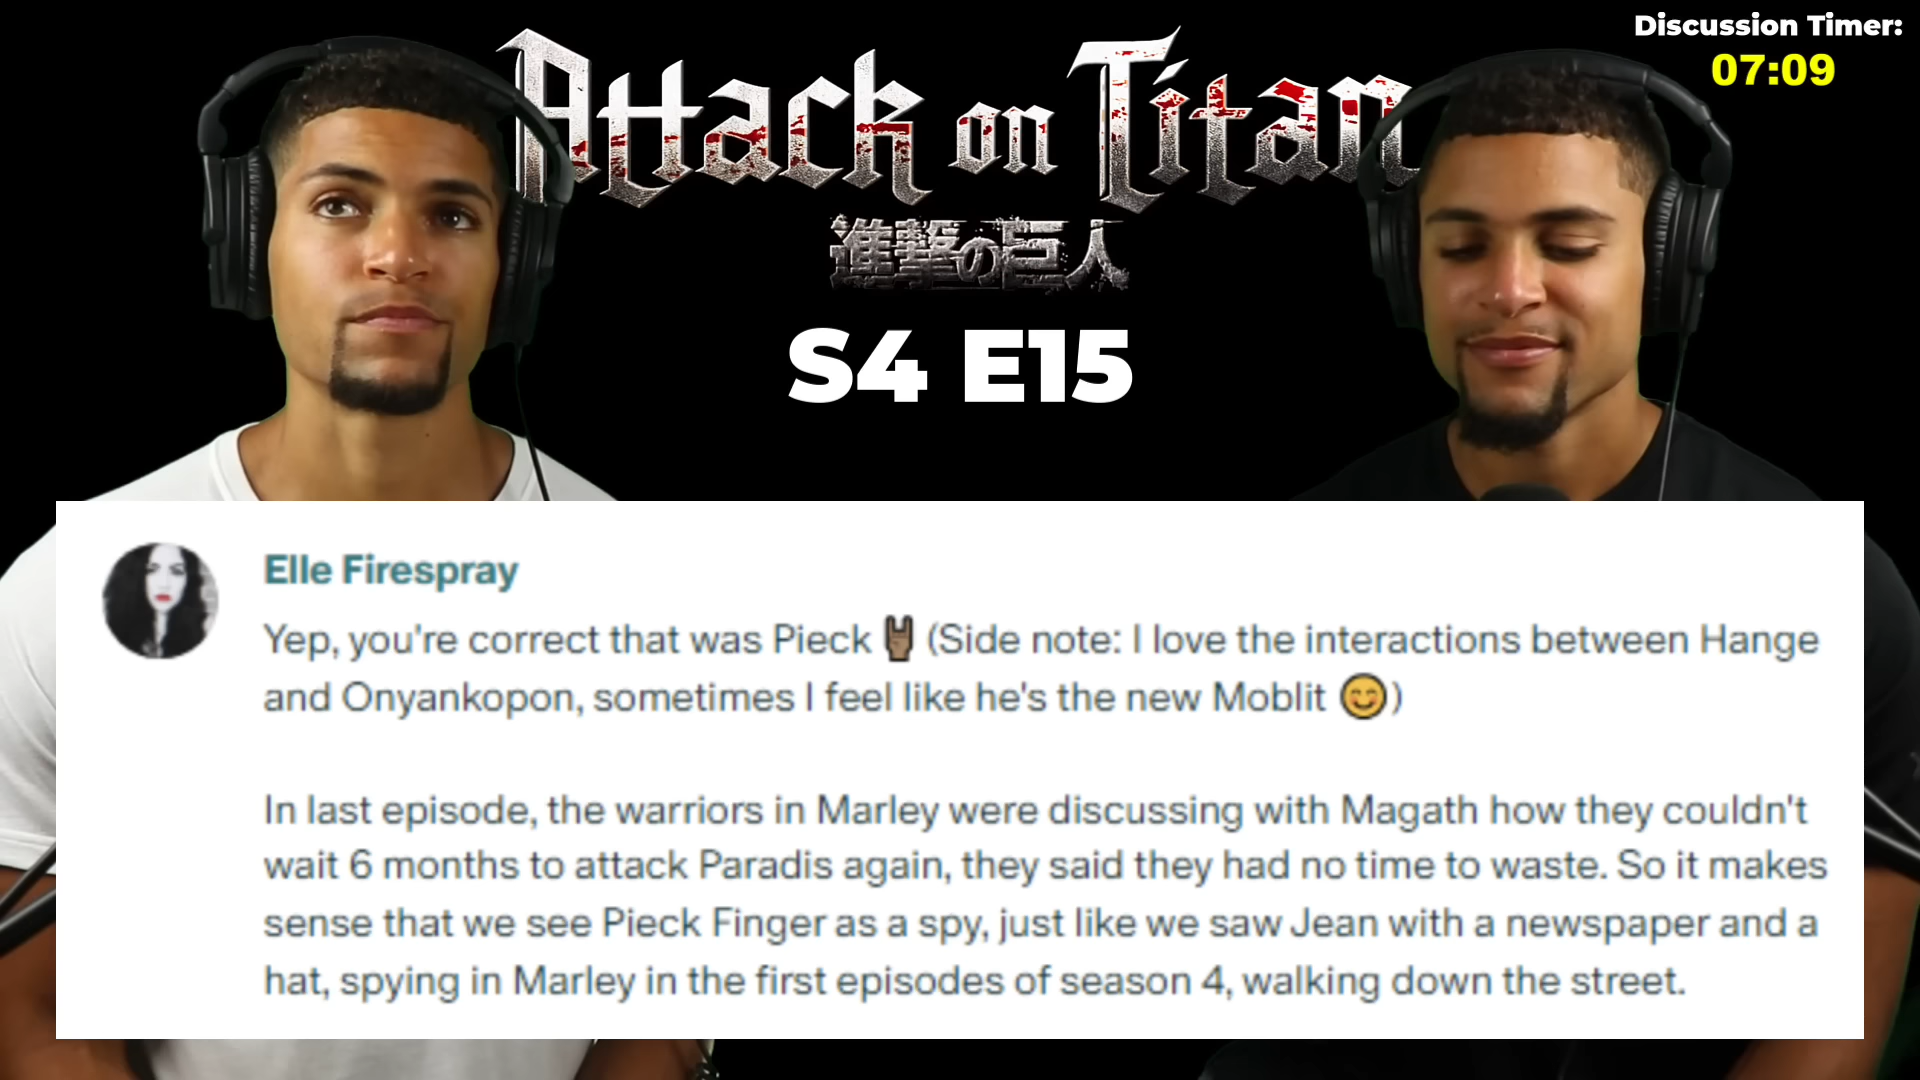 Discussion Timer:
07:09
Attack on Titan
進撃の巨人
S4 E15
Elle Firespray
Yep, you're correct that was Pieck 🤘🏽 (Side note: I love the interactions between Hange
and Onyankopon, sometimes I feel like he's the new Moblit 😊)
In last episode, the warriors in Marley were discussing with Magath how they couldn't
wait 6 months to attack Paradis again, they said they had no time to waste. So it makes
sense that we see Pieck Finger as a spy, just like we saw Jean with a newspaper and a
hat, spying in Marley in the first episodes of season 4, walking down the street.